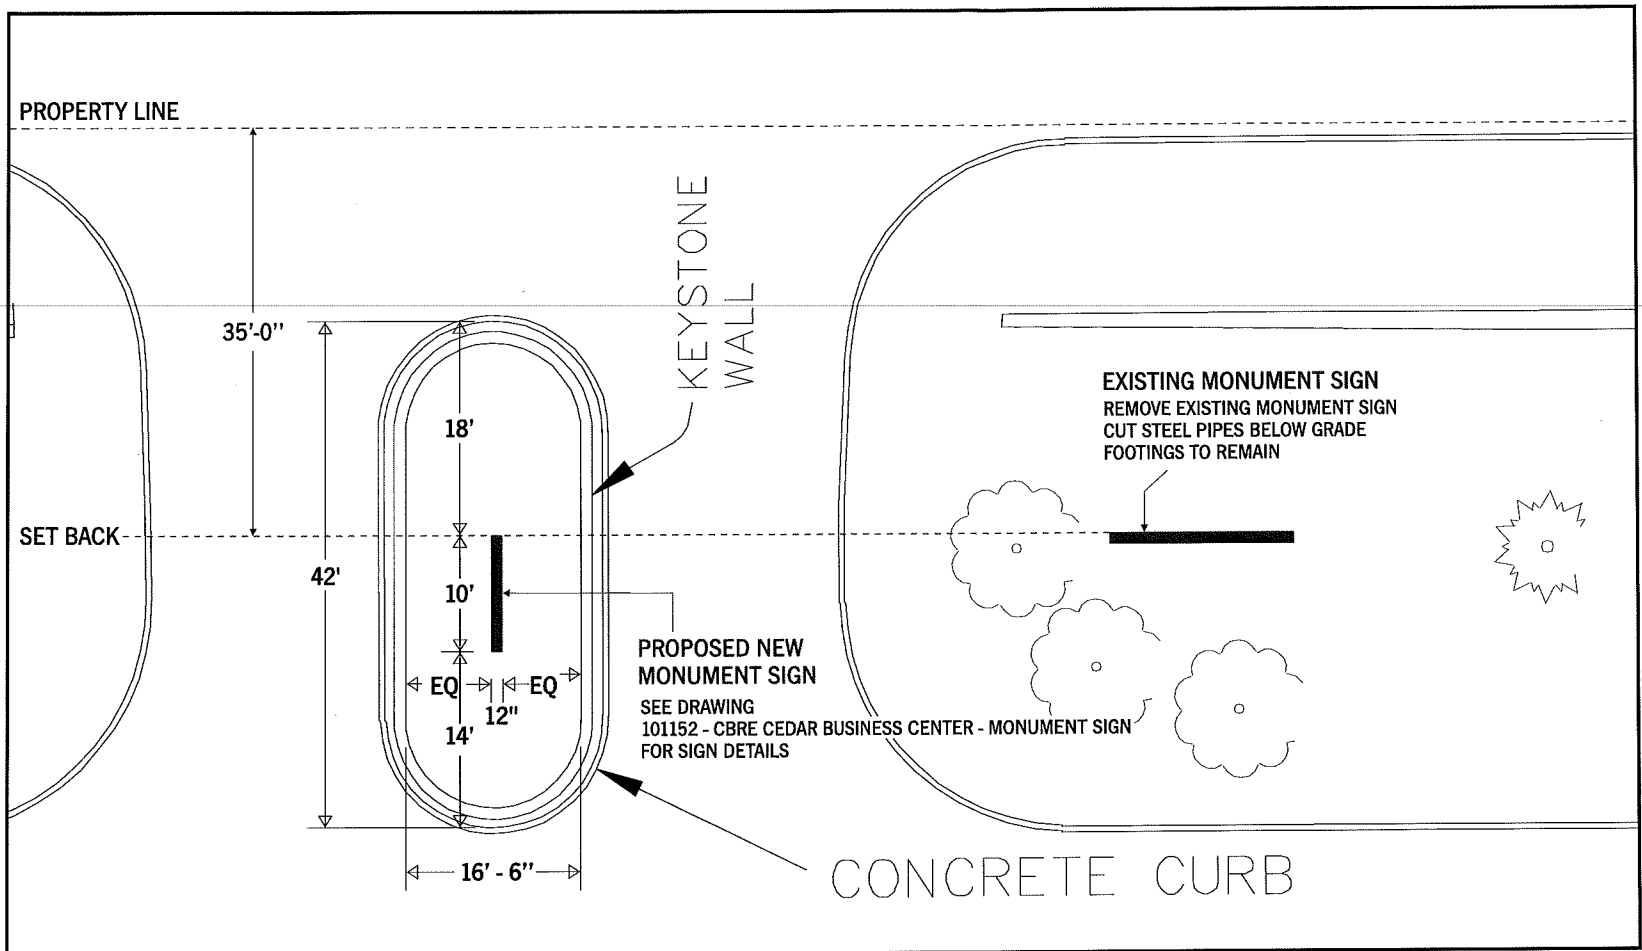 PROPERTY LINE
KEYSTONE
WALL
35'-0"
EXISTING MONUMENT SIGN
REMOVE EXISTING MONUMENT SIGN
CUT STEEL PIPES BELOW GRADE
FOOTINGS TO REMAIN
18'
SET BACK
42'
10'
PROPOSED NEW
MONUMENT SIGN
EQ
EQ
12"
SEE DRAWING
101152 - CBRE CEDAR BUSINESS CENTER - MONUMENT SIGN
FOR SIGN DETAILS
14'
16' - 6"
CONCRETE CURB